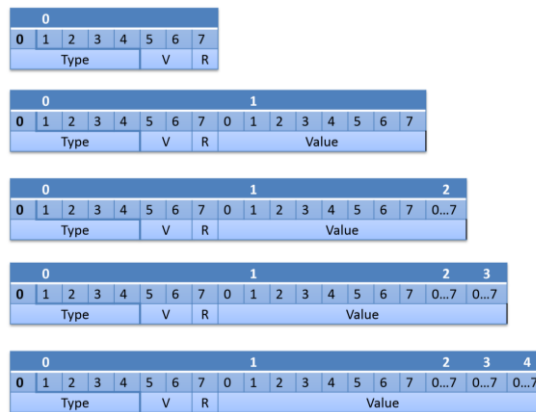 0
0 1 2 3 4 5 6 7
Type V R
0 1
0 1 2 3 4 5 6 7 0 1 2 3 4 5 6 7
Type V R Value
0 1 2
0 1 2 3 4 5 6 7 0 1 2 3 4 5 6 7 0...7
Type V R Value
0 1 2 3
0 1 2 3 4 5 6 7 0 1 2 3 4 5 6 7 0...7 0...7
Type V R Value
0 1 2 3 4
0 1 2 3 4 5 6 7 0 1 2 3 4 5 6 7 0...7 0...7 0...7
Type V R Value